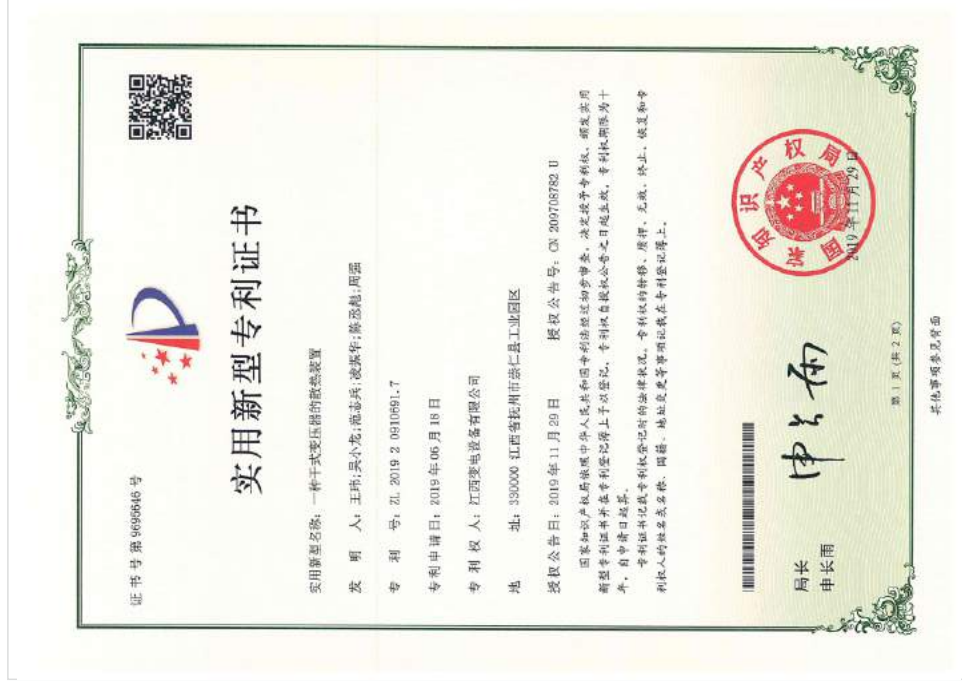 证书号第9696646号
实用新型专利证书
实用新型名称：一种干式变压器的散热装置
发 明 人：王玮;吴小龙;范志兵;凌振华;陈丞彪;周强
专 利 号：ZL 2019 2 0910691.7
专利申请日：2019年06月18日
专 利 权 人：江西变电设备有限公司
地 址：330000 江西省抚州市崇仁县工业园区
授权公告日：2019年11月29日 授权公告号：CN 209708782 U
国家知识产权局依照中华人民共和国专利法经过初步审查，决定授予专利权，颁发实用
新型专利证书并在专利登记簿上予以登记，专利权自授权公告之日起生效，专利权期限为十
年，自申请日起算。
专利证书记载专利权登记时的法律状况。专利权的转移、质押、无效、终止、恢复和专
利权人的姓名或名称、国籍、地址变更等事项记载在专利登记簿上。
局长
申长雨
申长雨
国家知识产权局
2019年11月29日
第 1 页 (共 2 页)
其他事项参见背面